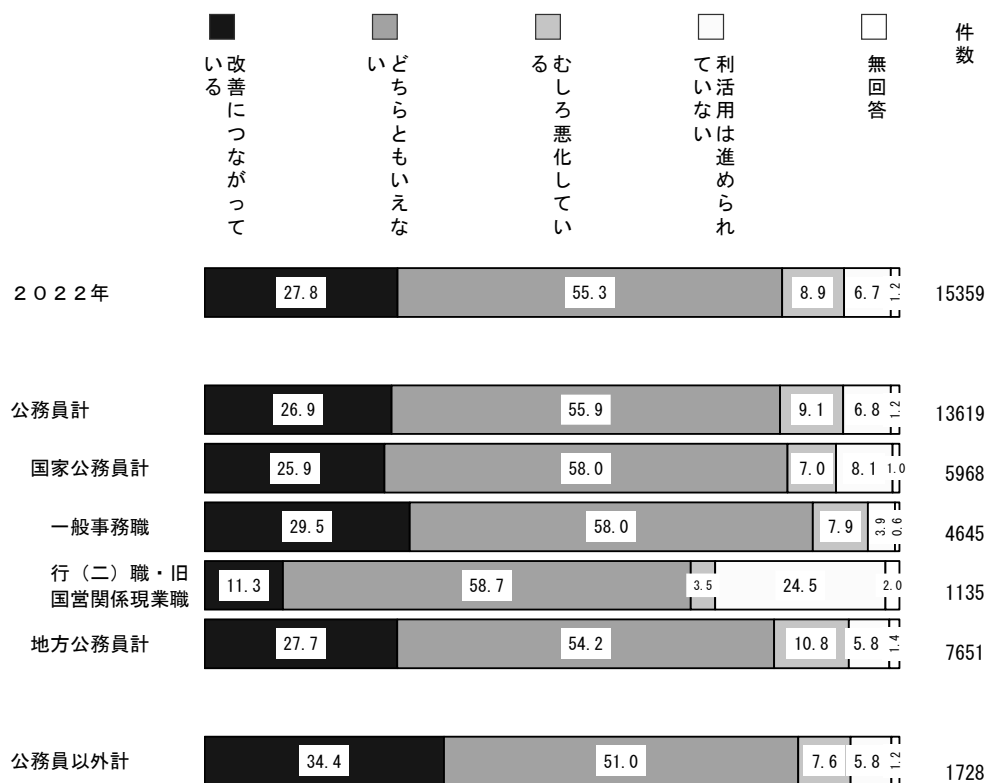 改善につながって
いる
どちらともいえな
い
むしろ悪化してい
る
利活用は進められ
ていない
無回答
件数
２０２２年 27.8 55.3 8.9 6.7 1.2 15359
公務員計 26.9 55.9 9.1 6.8 1.2 13619
国家公務員計 25.9 58.0 7.0 8.1 1.0 5968
一般事務職 29.5 58.0 7.9 3.9 0.6 4645
行（二）職・旧
国営関係現業職 11.3 58.7 3.5 24.5 2.0 1135
地方公務員計 27.7 54.2 10.8 5.8 1.4 7651
公務員以外計 34.4 51.0 7.6 5.8 1.2 1728